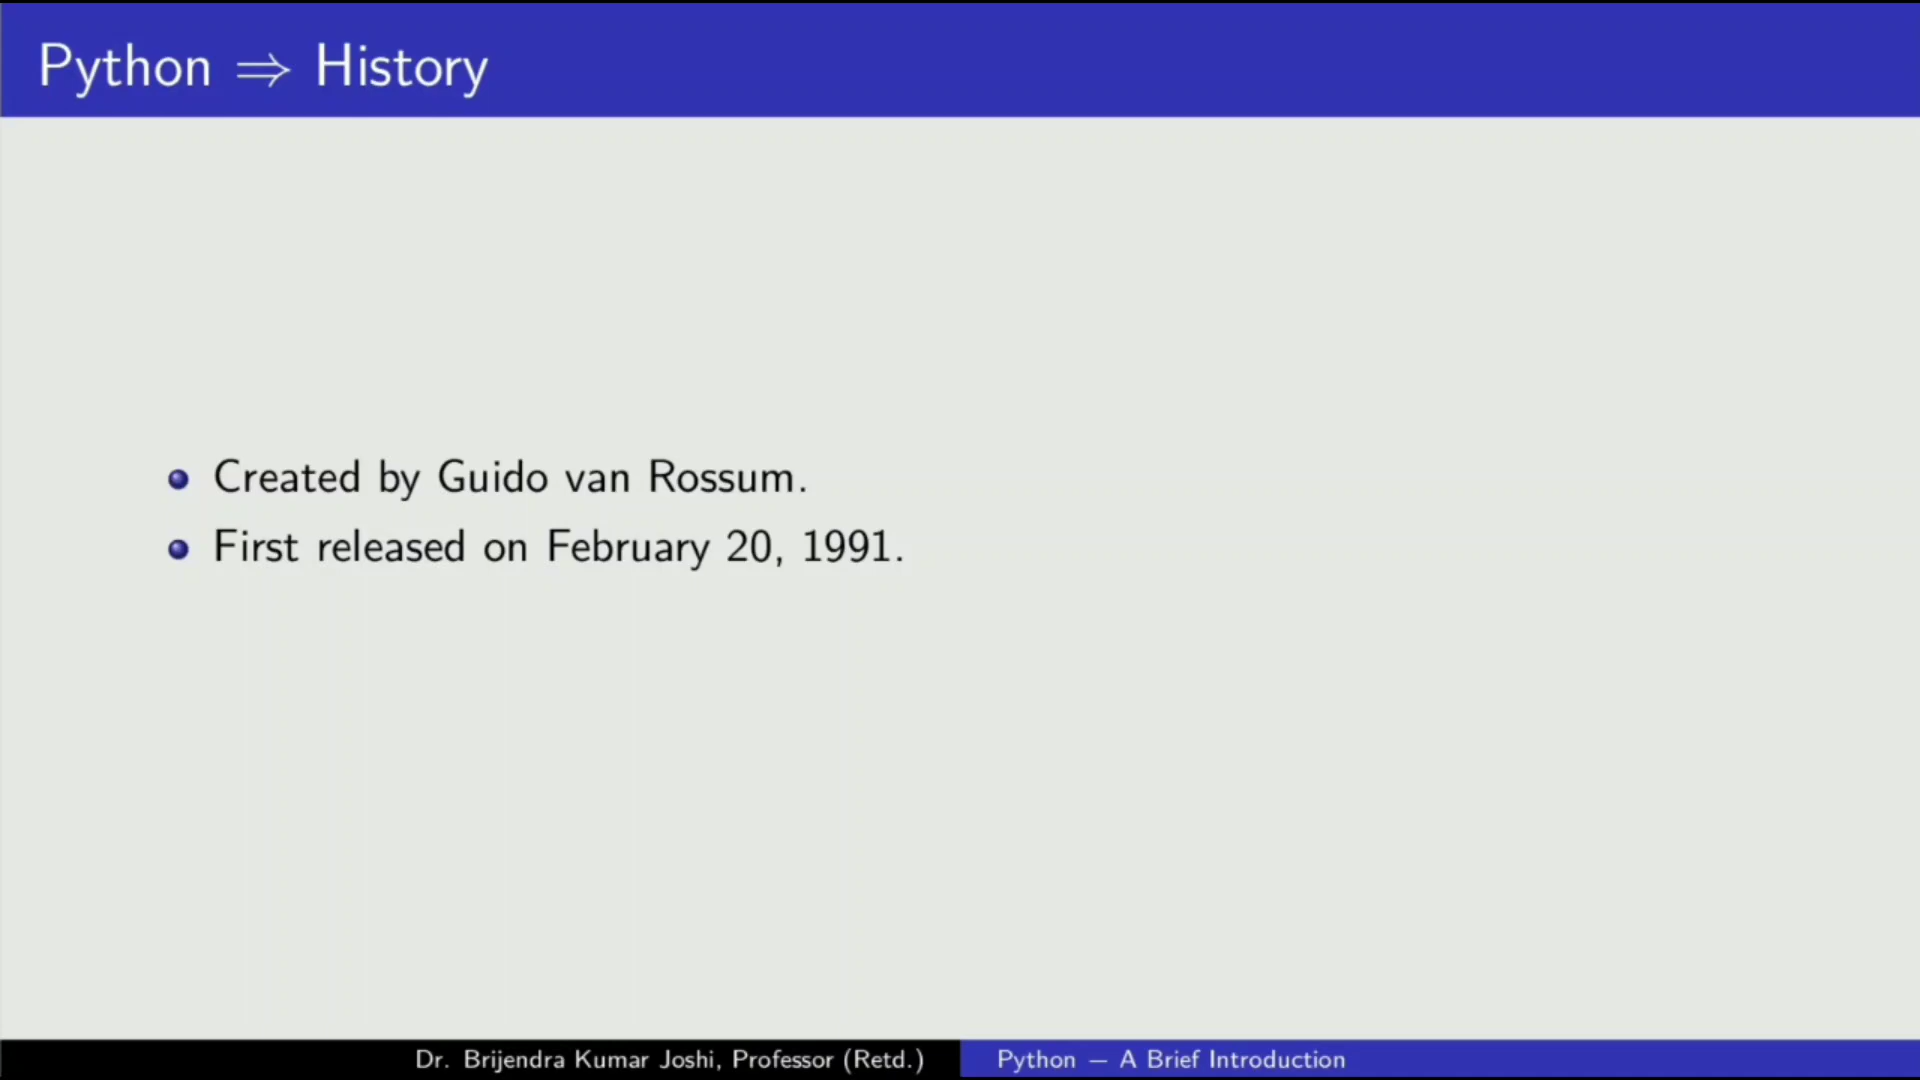 Python ⇒ History
Created by Guido van Rossum.
First released on February 20, 1991.
Dr. Brijendra Kumar Joshi, Professor (Retd.)
Python — A Brief Introduction